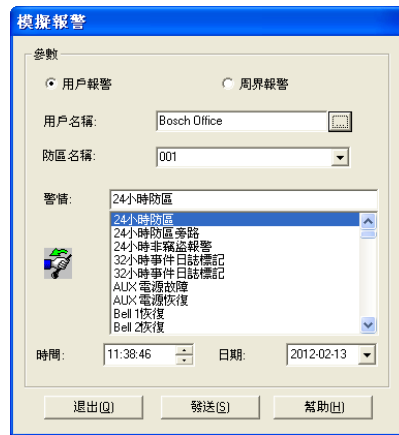 模擬報警
參數
用戶報警 周界報警
用戶名稱: Bosch Office ...
防區名稱: 001
警情: 24小時防區
24小時防區
24小時防區旁路
24小時非竊盜報警
32小時事件日誌標記
32小時事件日誌標記
AUX 電源故障
AUX 電源恢復
Bell 1恢復
Bell 2恢復
時間: 11:38:46 日期: 2012-02-13
退出(Q) 發送(S) 幫助(H)